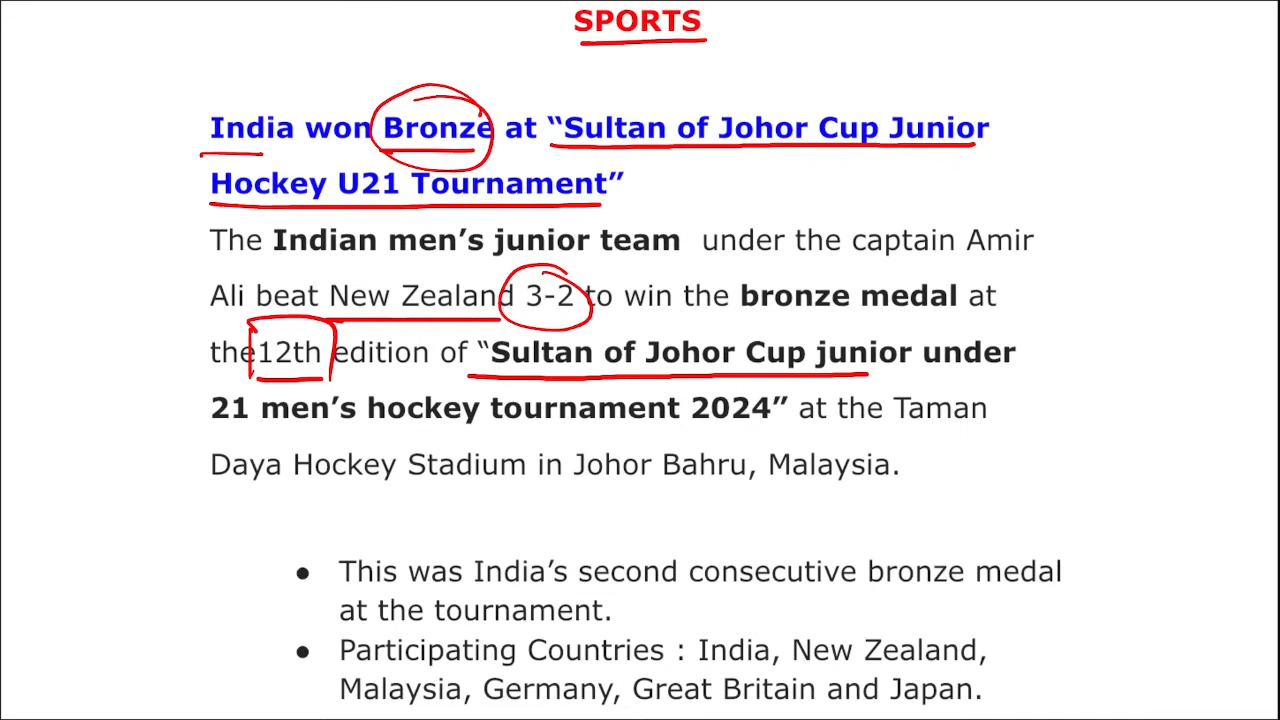 SPORTS
India won Bronze at “Sultan of Johor Cup Junior
Hockey U21 Tournament”
The Indian men’s junior team under the captain Amir
Ali beat New Zealand 3-2 to win the bronze medal at
the 12th edition of “Sultan of Johor Cup junior under
21 men’s hockey tournament 2024” at the Taman
Daya Hockey Stadium in Johor Bahru, Malaysia.
● This was India’s second consecutive bronze medal
at the tournament.
● Participating Countries : India, New Zealand,
Malaysia, Germany, Great Britain and Japan.